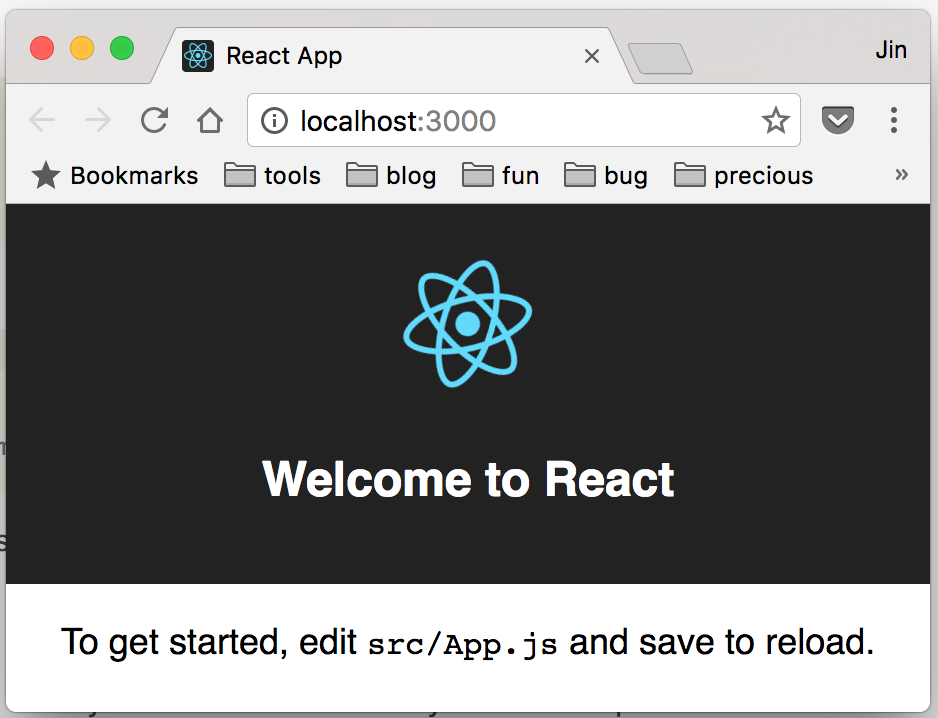 React App
Jin
localhost:3000
Bookmarks tools blog fun bug precious »
Welcome to React
To get started, edit src/App.js and save to reload.